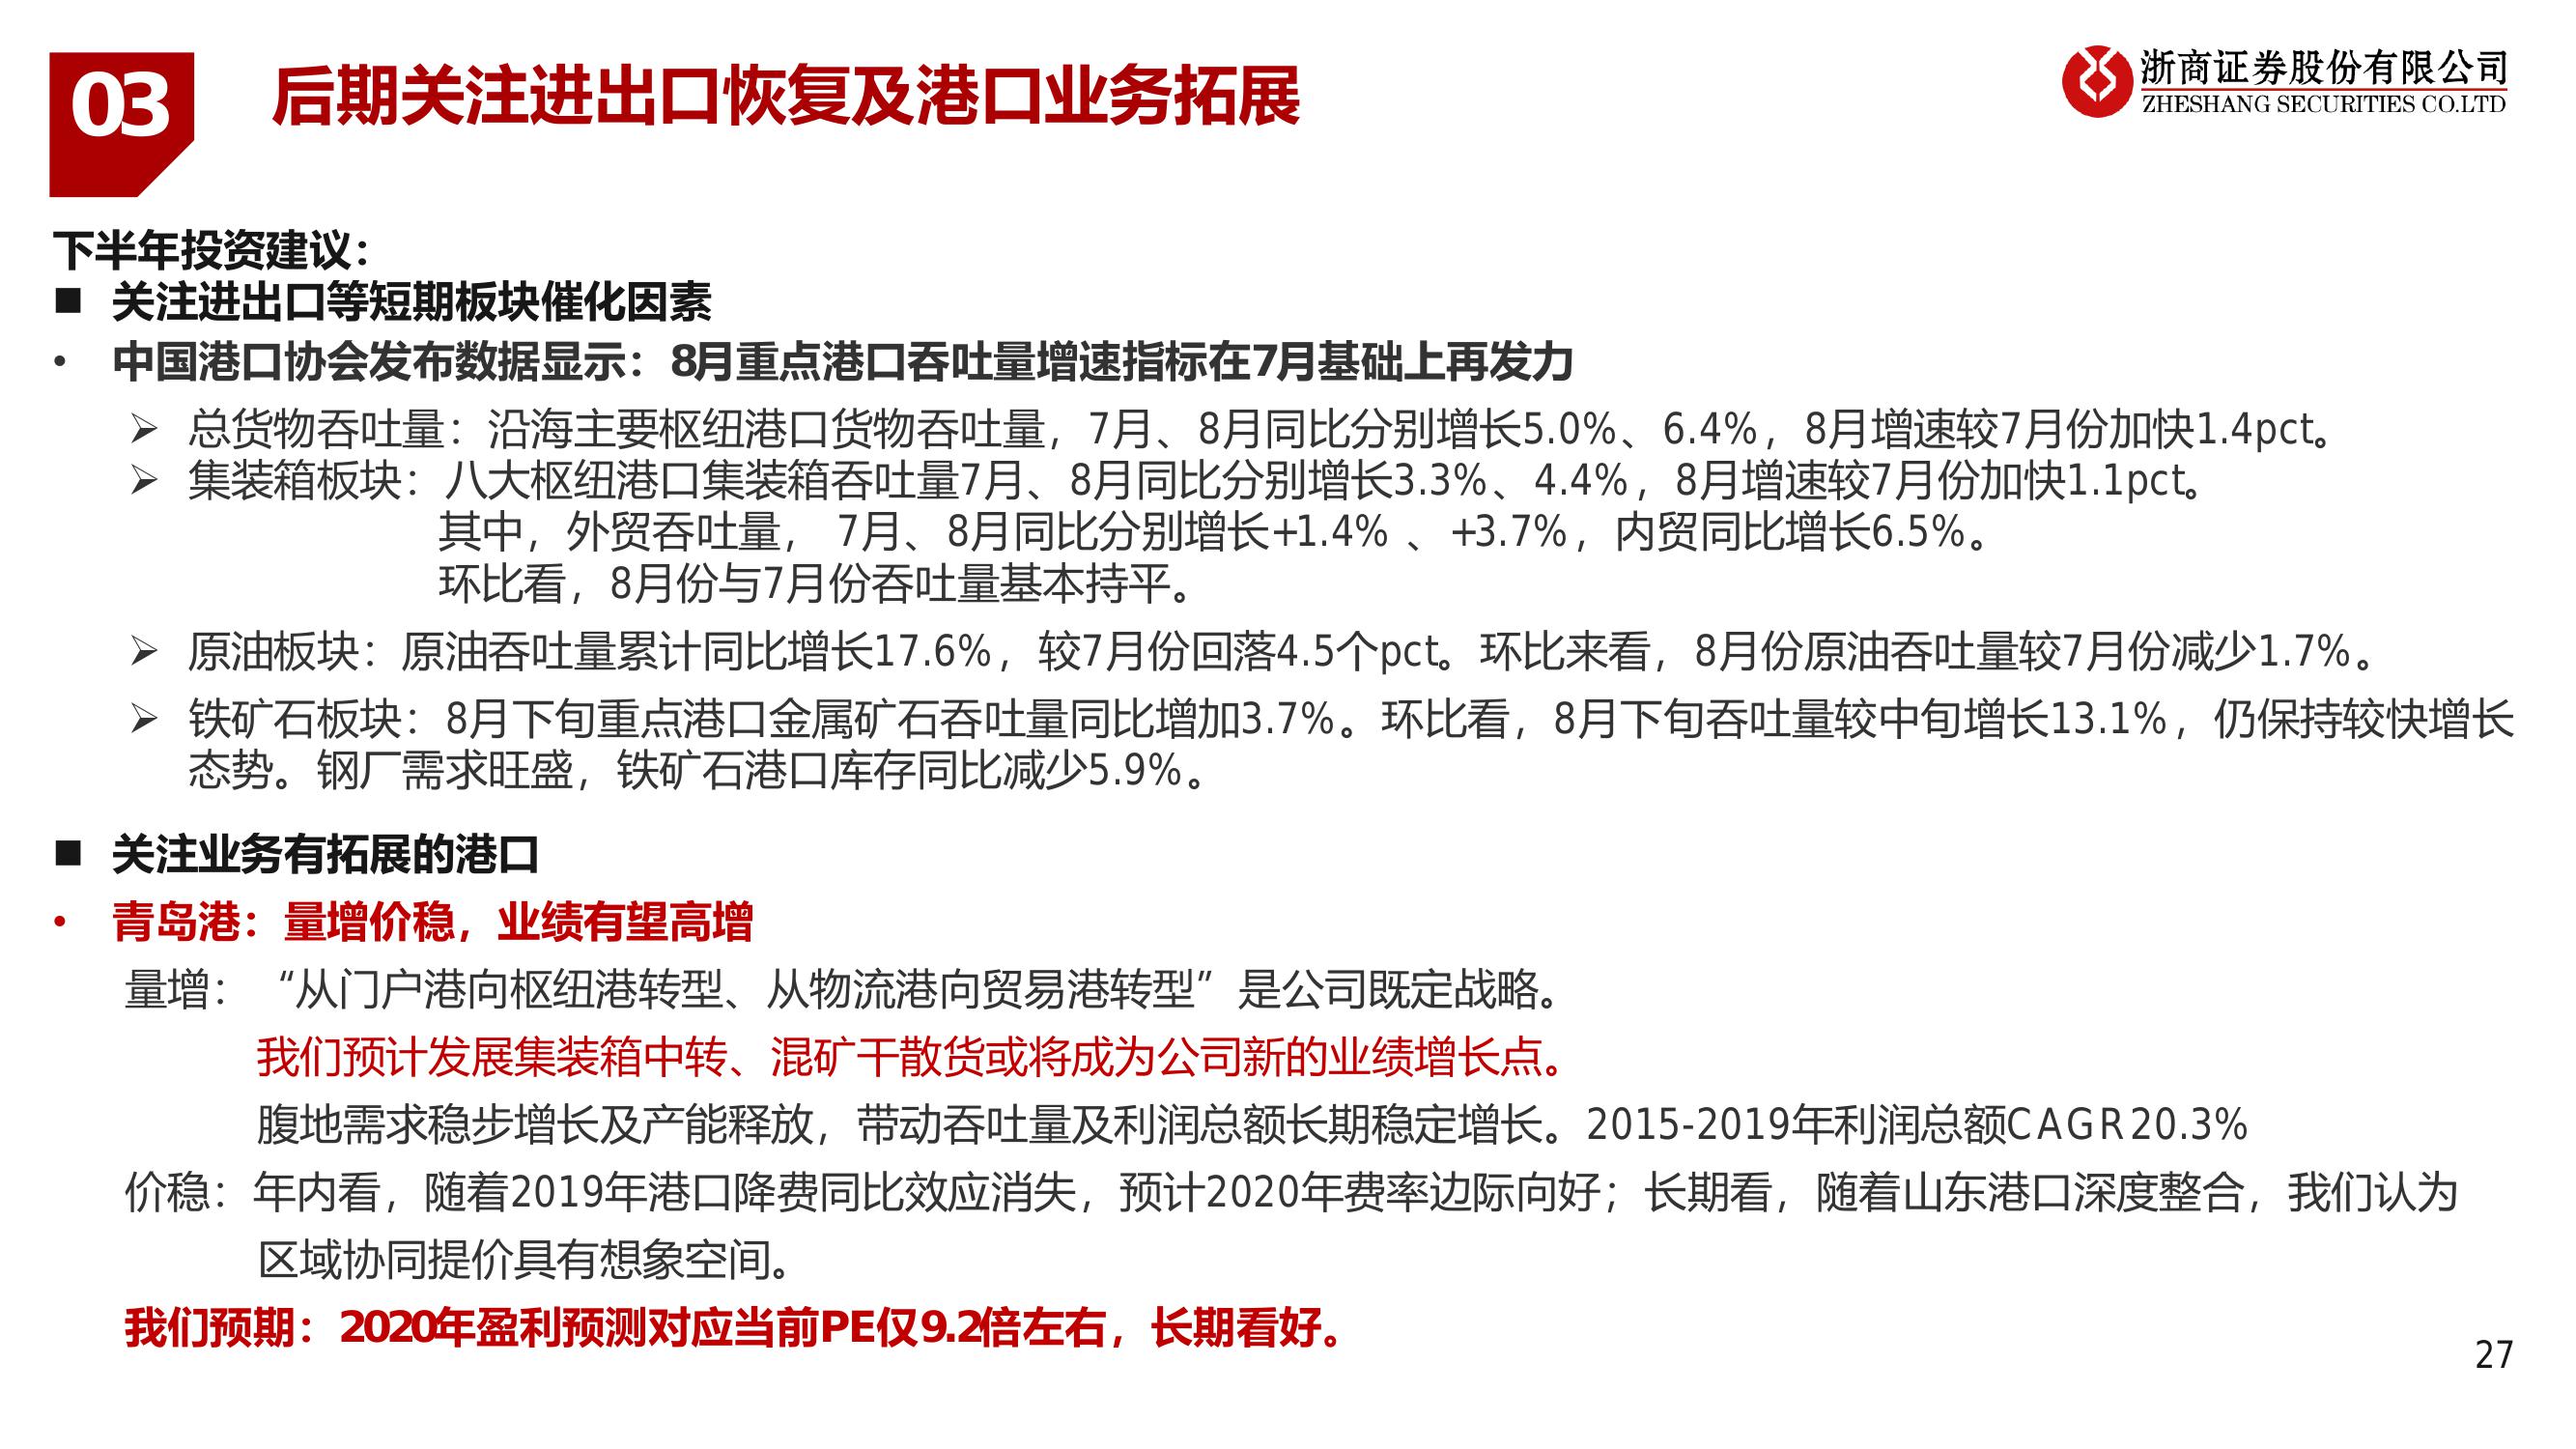 03
后期关注进出口恢复及港口业务拓展
浙商证券股份有限公司
ZHESHANG SECURITIES CO.LTD
下半年投资建议：
■ 关注进出口等短期板块催化因素
• 中国港口协会发布数据显示：8月重点港口吞吐量增速指标在7月基础上再发力
➢ 总货物吞吐量：沿海主要枢纽港口货物吞吐量，7月、8月同比分别增长5.0%、6.4%，8月增速较7月份加快1.4pct。
➢ 集装箱板块：八大枢纽港口集装箱吞吐量7月、8月同比分别增长3.3%、4.4%，8月增速较7月份加快1.1pct。
其中，外贸吞吐量， 7月、8月同比分别增长+1.4% 、+3.7%，内贸同比增长6.5%。
环比看，8月份与7月份吞吐量基本持平。
➢ 原油板块：原油吞吐量累计同比增长17.6%，较7月份回落4.5个pct。环比来看，8月份原油吞吐量较7月份减少1.7%。
➢ 铁矿石板块：8月下旬重点港口金属矿石吞吐量同比增加3.7%。环比看，8月下旬吞吐量较中旬增长13.1%，仍保持较快增长
态势。钢厂需求旺盛，铁矿石港口库存同比减少5.9%。
■ 关注业务有拓展的港口
• 青岛港：量增价稳，业绩有望高增
量增： “从门户港向枢纽港转型、从物流港向贸易港转型”是公司既定战略。
我们预计发展集装箱中转、混矿干散货或将成为公司新的业绩增长点。
腹地需求稳步增长及产能释放，带动吞吐量及利润总额长期稳定增长。2015-2019年利润总额CAGR20.3%
价稳：年内看，随着2019年港口降费同比效应消失，预计2020年费率边际向好；长期看，随着山东港口深度整合，我们认为
区域协同提价具有想象空间。
我们预期：2020年盈利预测对应当前PE仅9.2倍左右，长期看好。
27